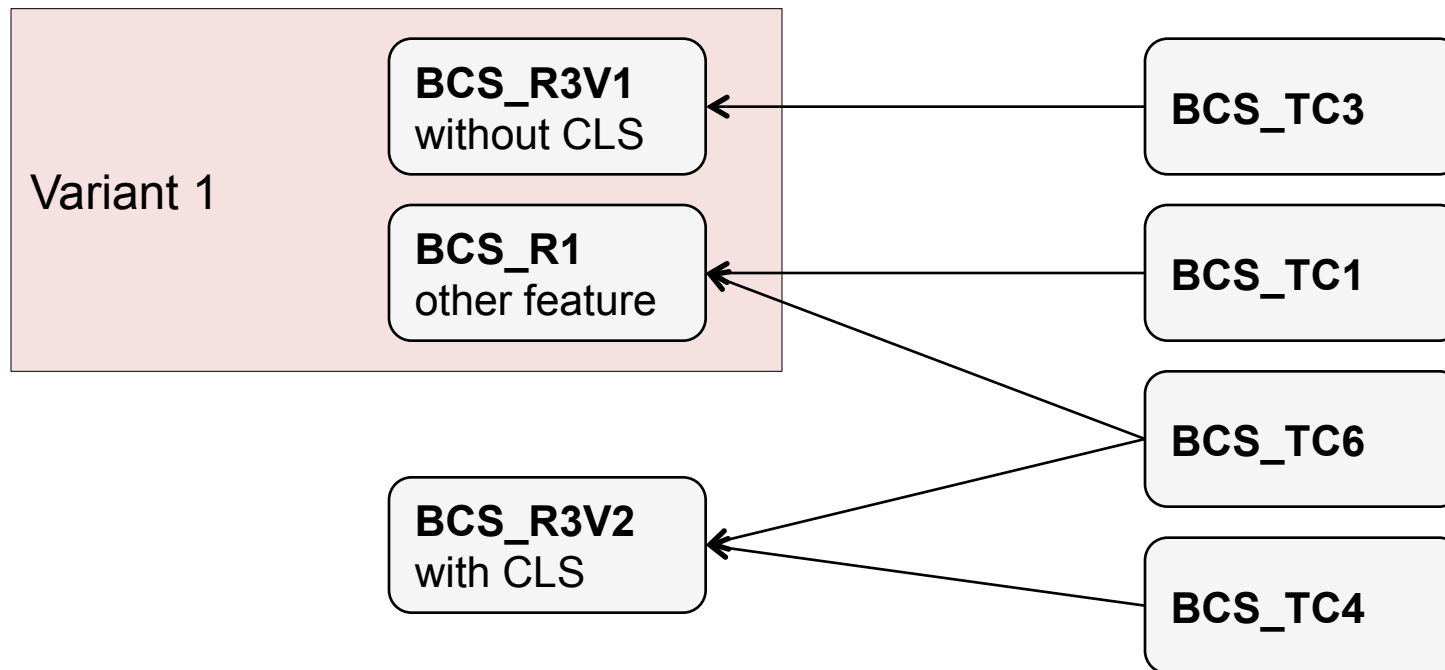 Variant 1
BCS_R3V1
without CLS
BCS_R1
other feature
BCS_R3V2
with CLS
BCS_TC3
BCS_TC1
BCS_TC6
BCS_TC4